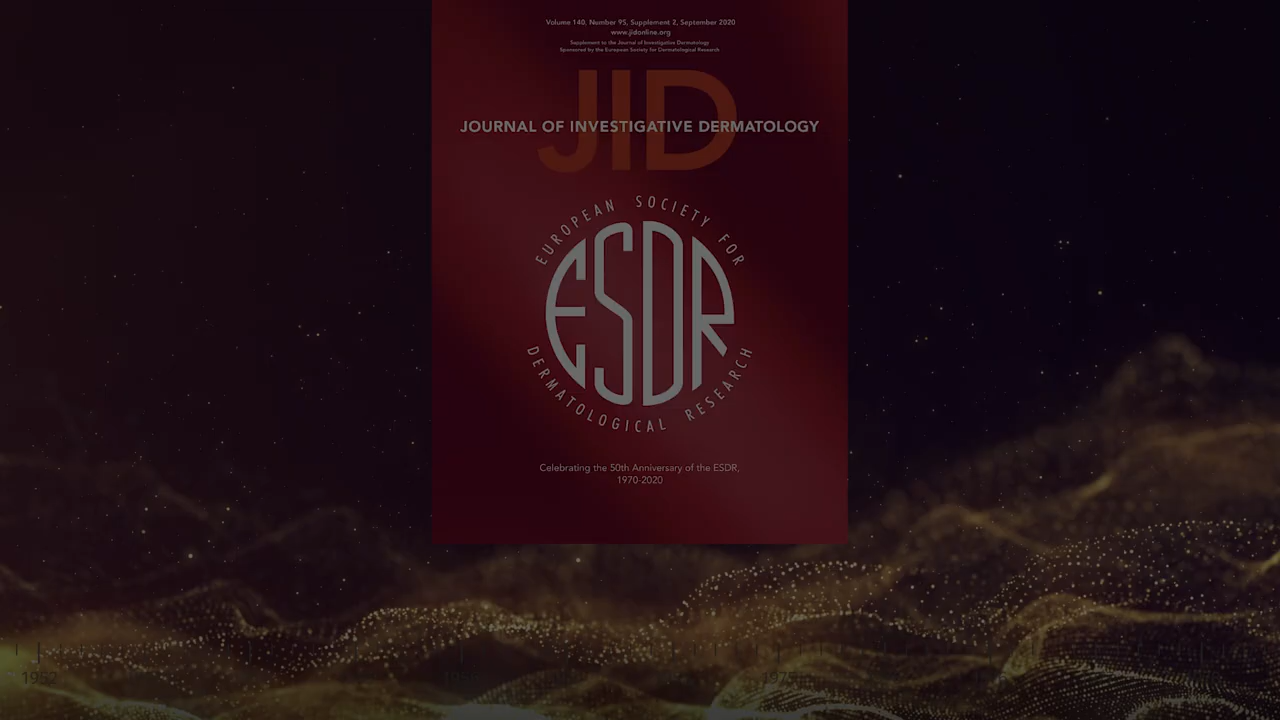 Volume 140, Number 9S, Supplement 2, September 2020
www.jidonline.org
Supplement to the Journal of Investigative Dermatology
Sponsored by the European Society for Dermatological Research
JID
JOURNAL OF INVESTIGATIVE DERMATOLOGY
EUROPEAN SOCIETY FOR
ESDR
DERMATOLOGICAL RESEARCH
Celebrating the 50th Anniversary of the ESDR,
1970-2020
1952
1975